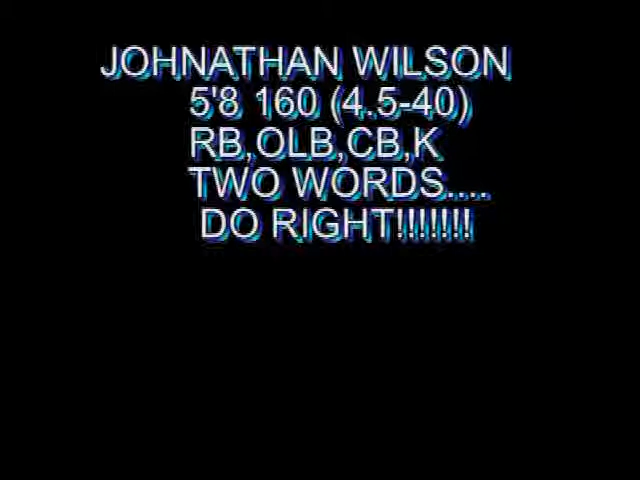 JOHNATHAN WILSON
5'8 160 (4.5-40)
RB,OLB,CB,K
TWO WORDS....
DO RIGHT!!!!!!!